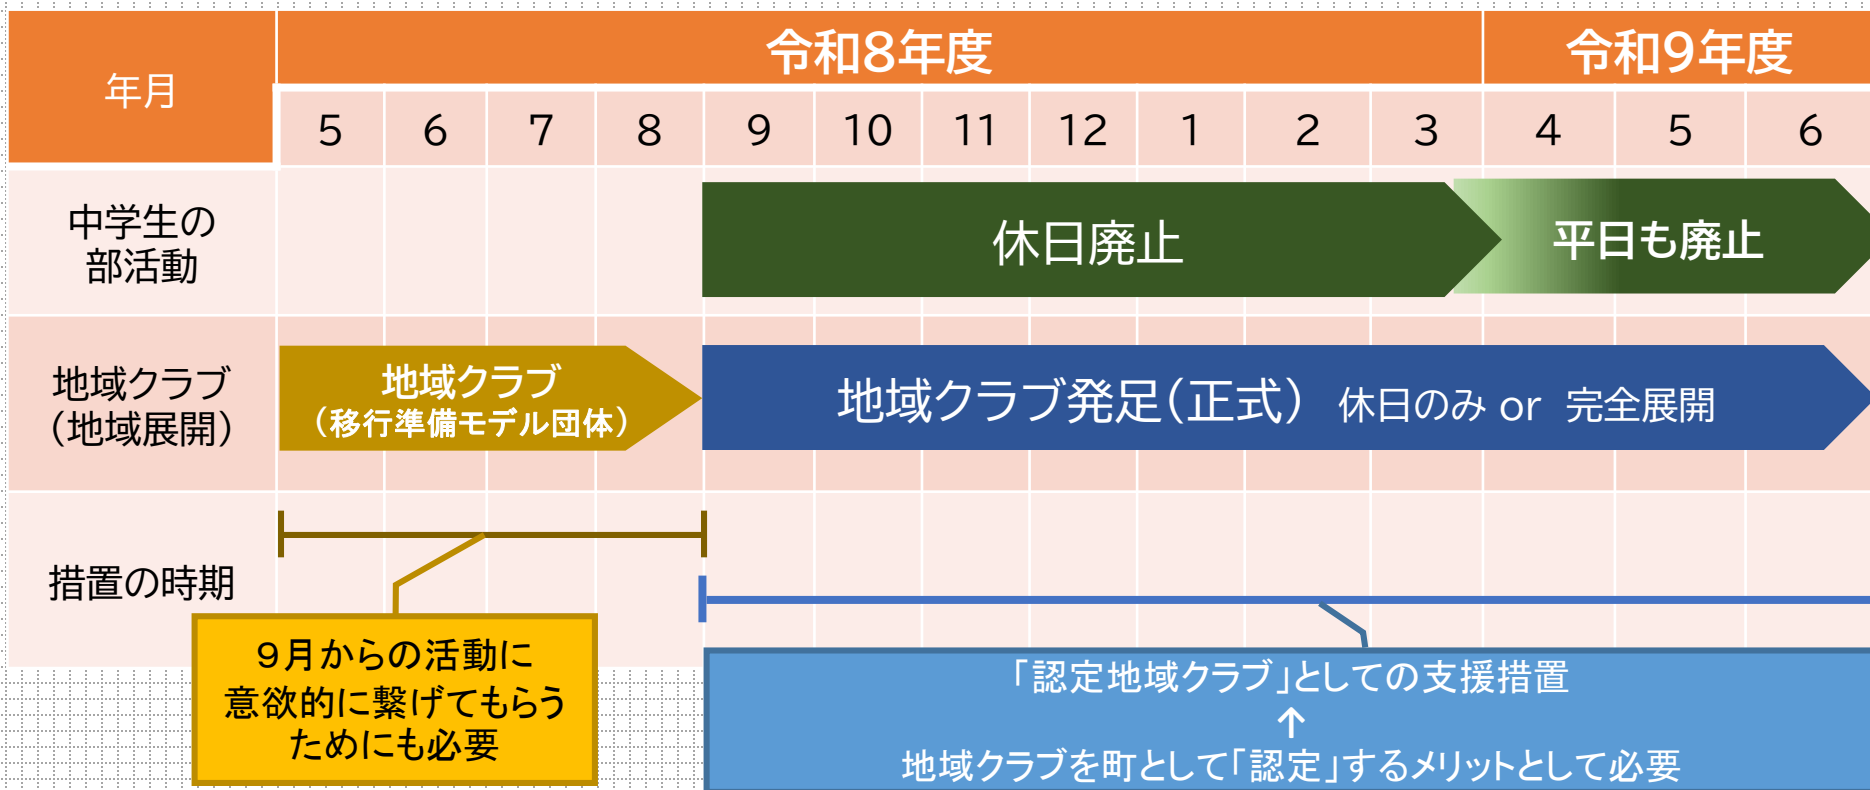 年月
令和8年度
令和9年度
5 6 7 8 9 10 11 12 1 2 3 4 5 6
中学生の
部活動
休日廃止
平日も廃止
地域クラブ
(地域展開)
地域クラブ
(移行準備モデル団体)
地域クラブ発足(正式) 休日のみ or 完全展開
措置の時期
9月からの活動に
意欲的に繋げてもらう
ためにも必要
「認定地域クラブ」としての支援措置
↑
地域クラブを町として「認定」するメリットとして必要